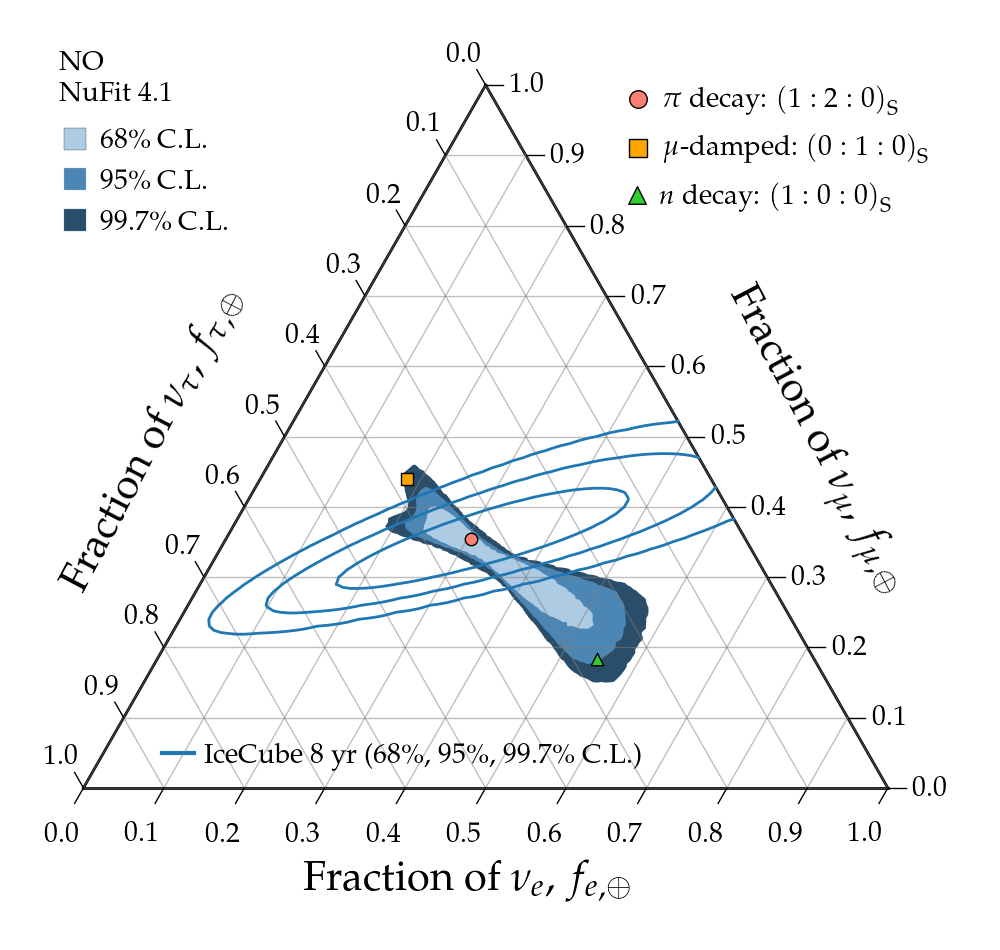 NO
NuFit 4.1
68% C.L.
95% C.L.
99.7% C.L.
π decay: (1 : 2 : 0)S
μ-damped: (0 : 1 : 0)S
n decay: (1 : 0 : 0)S
Fraction of ντ, fτ,⊕
0.0
0.1
0.2
0.3
0.4
0.5
0.6
0.7
0.8
0.9
1.0
Fraction of νμ, fμ,⊕
1.0
0.9
0.8
0.7
0.6
0.5
0.4
0.3
0.2
0.1
0.0
IceCube 8 yr (68%, 95%, 99.7% C.L.)
0.0 0.1 0.2 0.3 0.4 0.5 0.6 0.7 0.8 0.9 1.0
Fraction of νe, fe,⊕